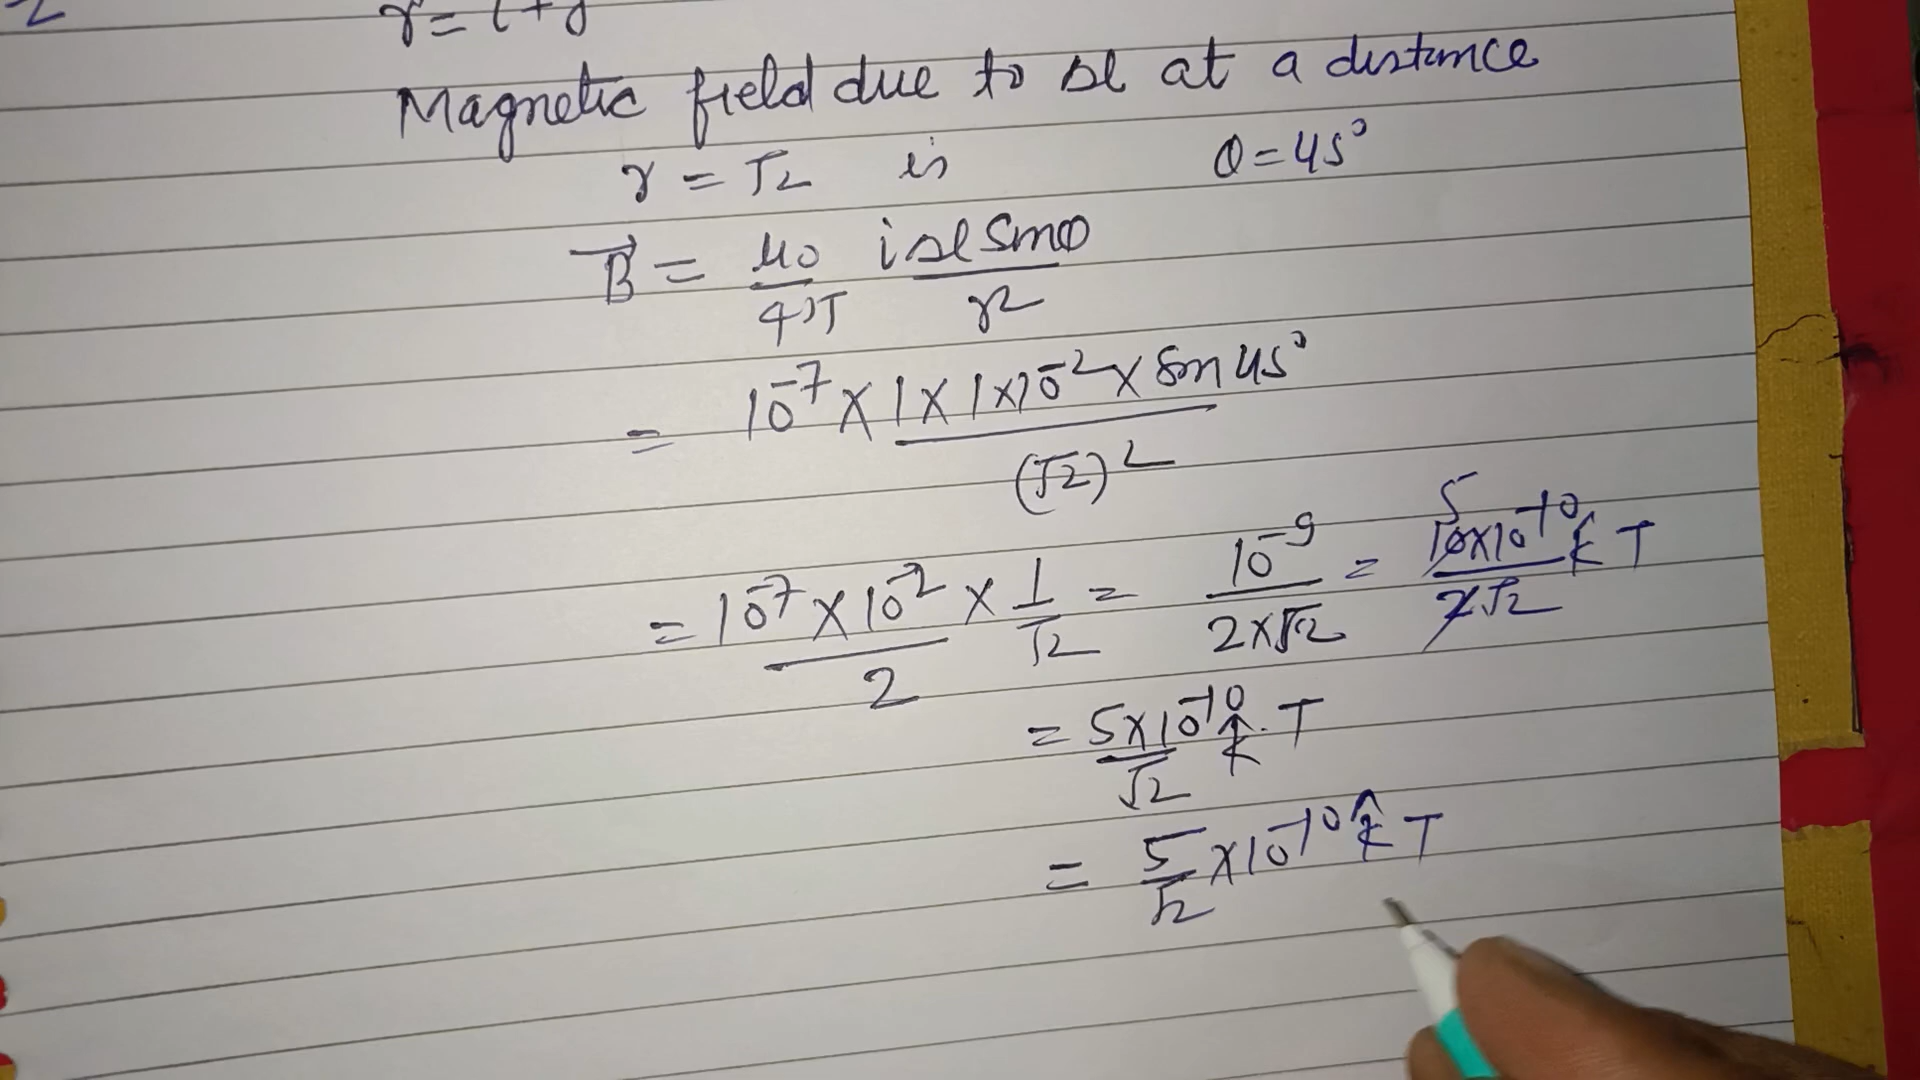 r = i + j
Magnetic field due to Δl at a distance
r = √2 is θ = 45°
B⃗ = μ₀/4π iΔl Sinθ/r²
= 10⁻⁷ × 1 × 1 × 10⁻² × Sin 45°/(√2)²
= 10⁻⁷ × 10⁻²/2 × 1/√2 = 10⁻⁹/2×√2 = 5 10×10⁻¹⁰/2√2 k̂ T
= 5×10⁻¹⁰/√2 k̂. T
= 5/√2 × 10⁻¹⁰ k̂ T